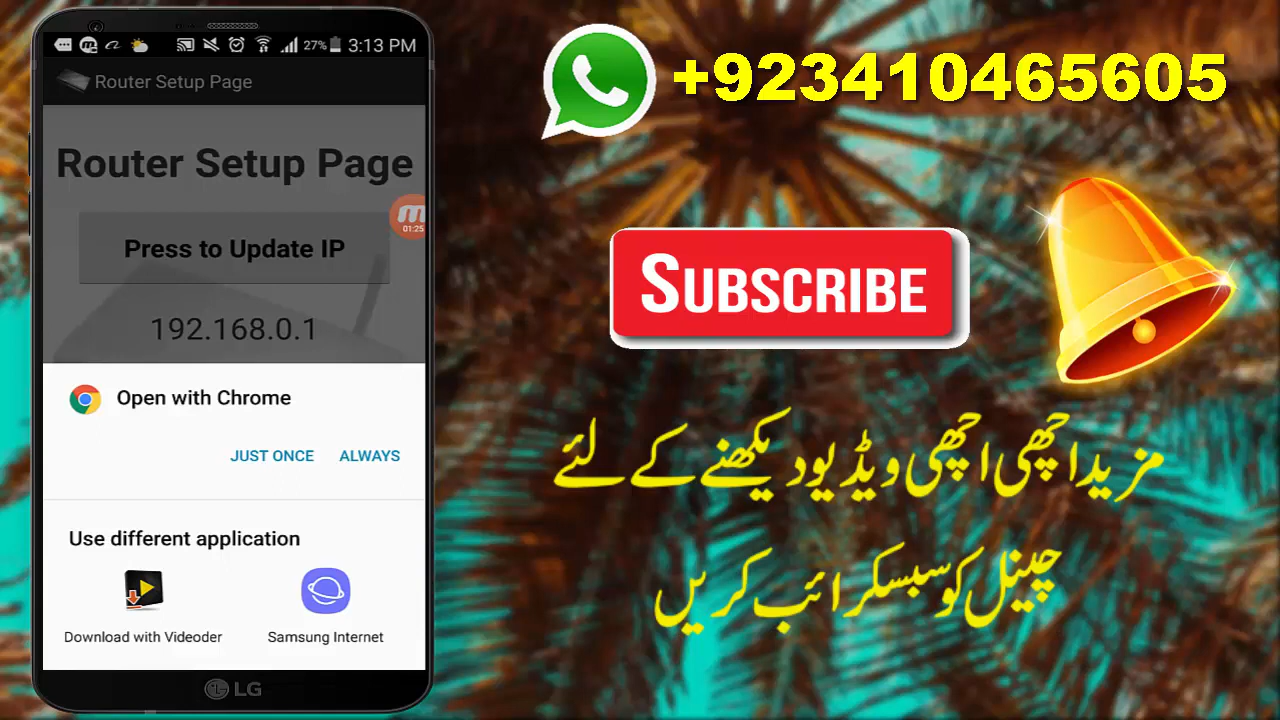 27% 3:13 PM
Router Setup Page
Router Setup Page
Press to Update IP
01:25
192.168.0.1
Open with Chrome
JUST ONCE ALWAYS
Use different application
Download with Videoder
Samsung Internet
LG
+923410465605
SUBSCRIBE
مزید اچھی اچھی ویڈیو دیکھنے کے لئے
چینل کو سبسکرائب کریں